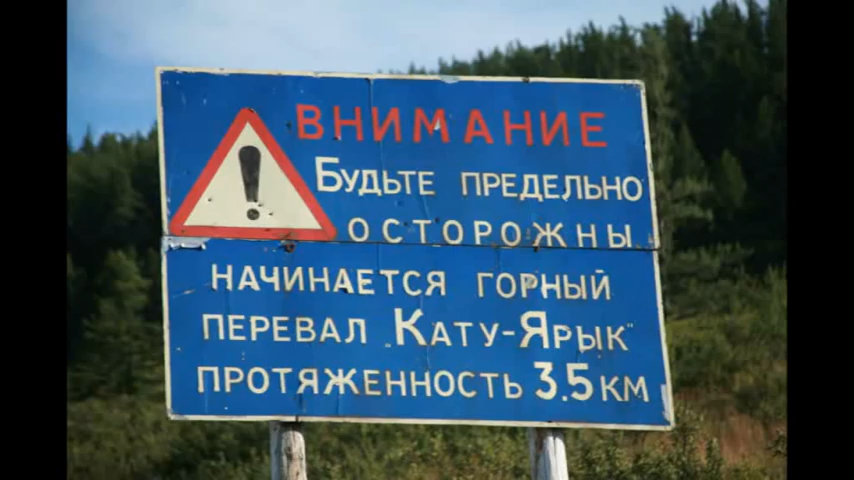 ВНИМАНИЕ
Будьте предельно
осторожны
начинается горный
перевал „Кату-Ярык"
протяженность 3.5 км